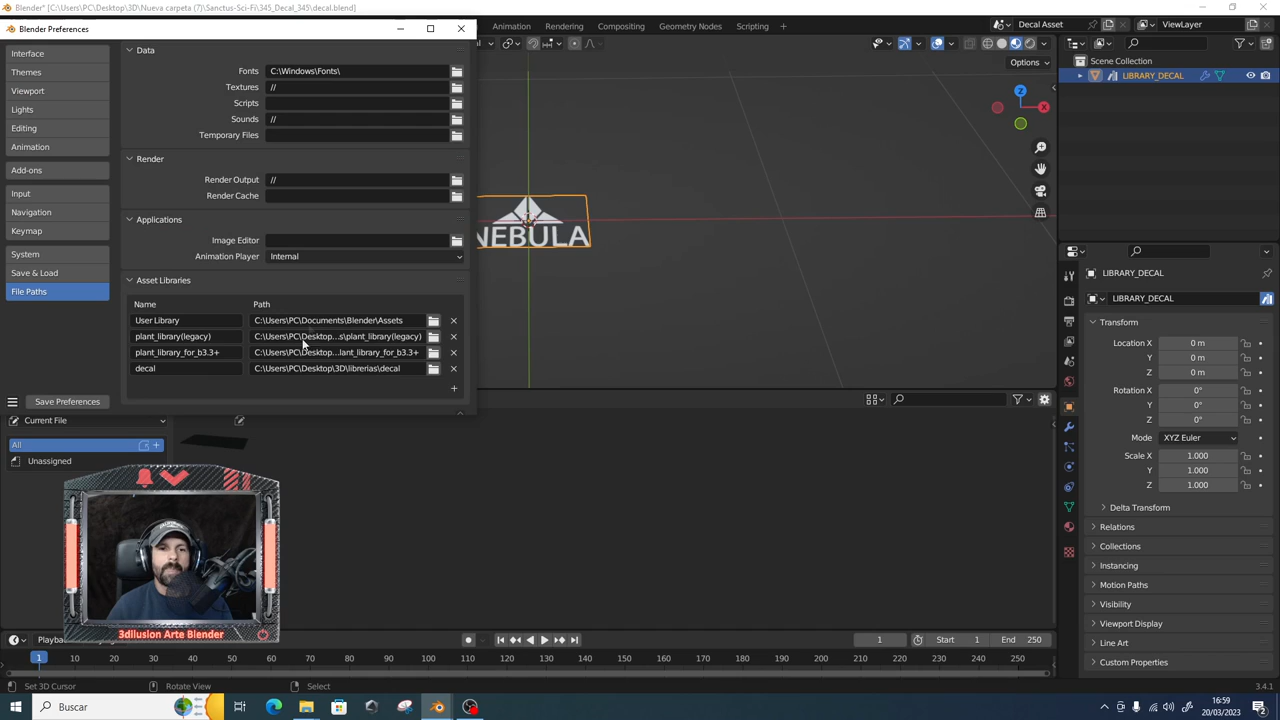 Blender* [C:\Users\PC\Desktop\3D\Nueva carpeta (7)\Sanctus-Sci-Fi\345_Decal_345\decal.blend]
Blender Preferences
Animation
Rendering
Compositing
Geometry Nodes
Scripting
Decal Asset
ViewLayer
Interface
Themes
Viewport
Lights
Editing
Animation
Add-ons
Input
Navigation
Keymap
System
Save & Load
File Paths
Save Preferences
Data
Fonts C:\Windows\Fonts\
Textures //
Scripts
Sounds //
Temporary Files
Render
Render Output //
Render Cache
Applications
Image Editor
Animation Player Internal
Asset Libraries
Name Path
User Library C:\Users\PC\Documents\Blender\Assets
plant_library(legacy) C:\Users\PC\Desktop...s\plant_library(legacy)
plant_library_for_b3.3+ C:\Users\PC\Desktop...lant_library_for_b3.3+
decal C:\Users\PC\Desktop\3D\librerias\decal
Options
Z
X
NEBULA
Scene Collection
LIBRARY_DECAL
LIBRARY_DECAL
LIBRARY_DECAL
Transform
Location X 0 m
Y 0 m
Z 0 m
Rotation X 0°
Y 0°
Z 0°
Mode XYZ Euler
Scale X 1.000
Y 1.000
Z 1.000
Delta Transform
Relations
Collections
Instancing
Motion Paths
Visibility
Viewport Display
Line Art
Custom Properties
Current File
All
Unassigned
3dIlusion Arte Blender
Playba
1 Start 1 End 250
1 10 20 30 40 50 60 70 80 90 100 110 120 130 140 150 160 170 180 190 200 210 220 230 240 250
Set 3D Cursor
Rotate View
Select
3.4.1
Buscar
16:59
20/03/2023